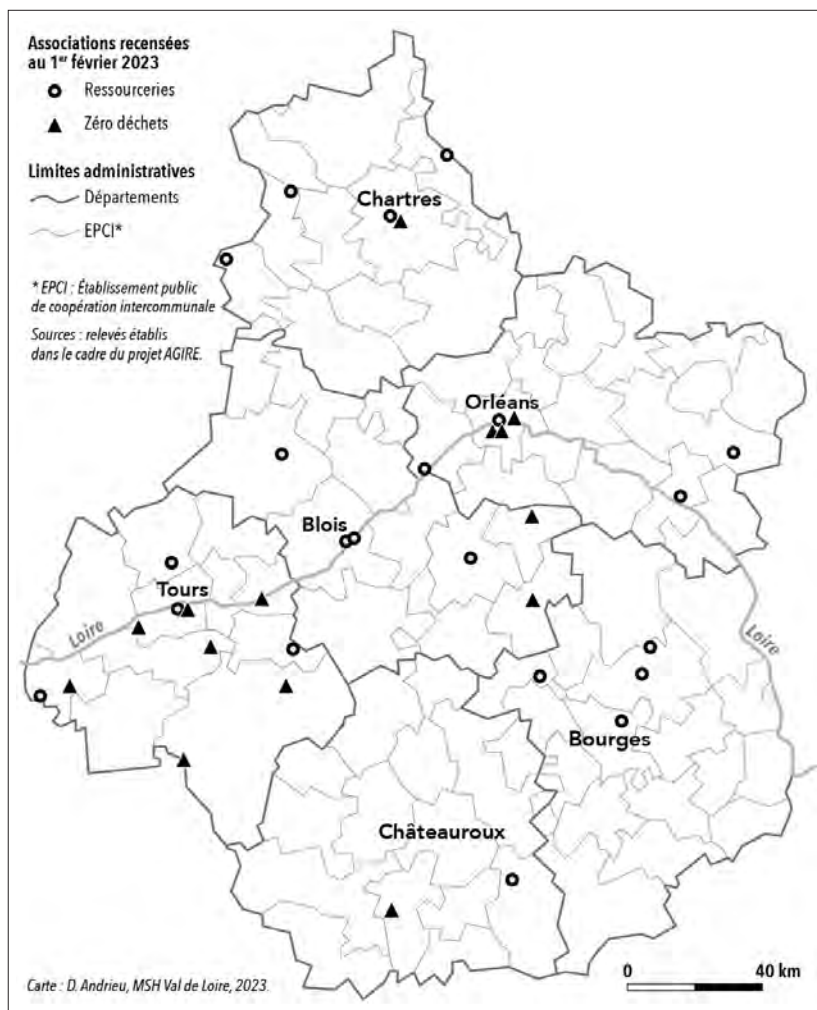 Associations recensées
au 1er février 2023
Ressourceries
Zéro déchets
Limites administratives
Départements
EPCI*
* EPCI : Établissement public
de coopération intercommunale
Sources : relevés établis
dans le cadre du projet AGIRE.
Chartres
Orléans
Blois
Tours
Loire
Loire
Bourges
Châteauroux
0 40 km
Carte : D. Andrieu, MSH Val de Loire, 2023.